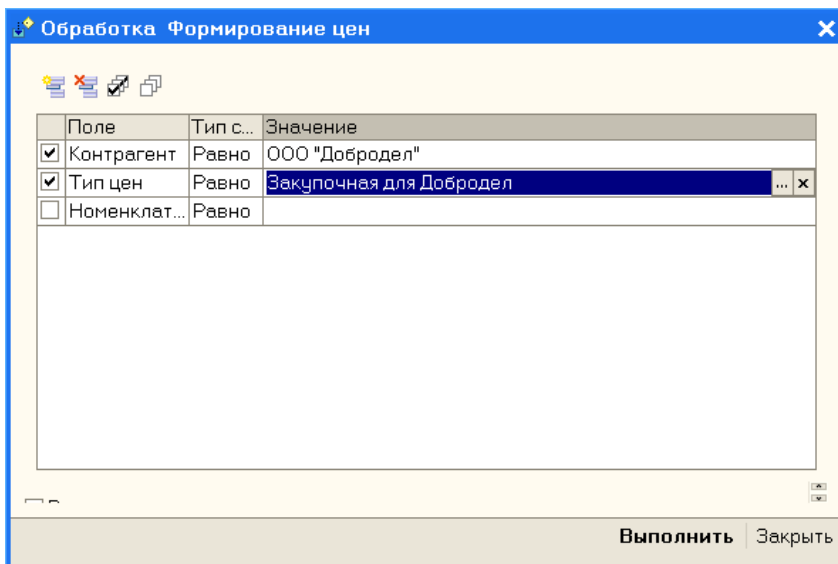 Обработка Формирование цен
Поле Тип с... Значение
Контрагент Равно ООО "Добродел"
Тип цен Равно Закупочная для Добродел ... x
Номенклат... Равно
Выполнить Закрыть